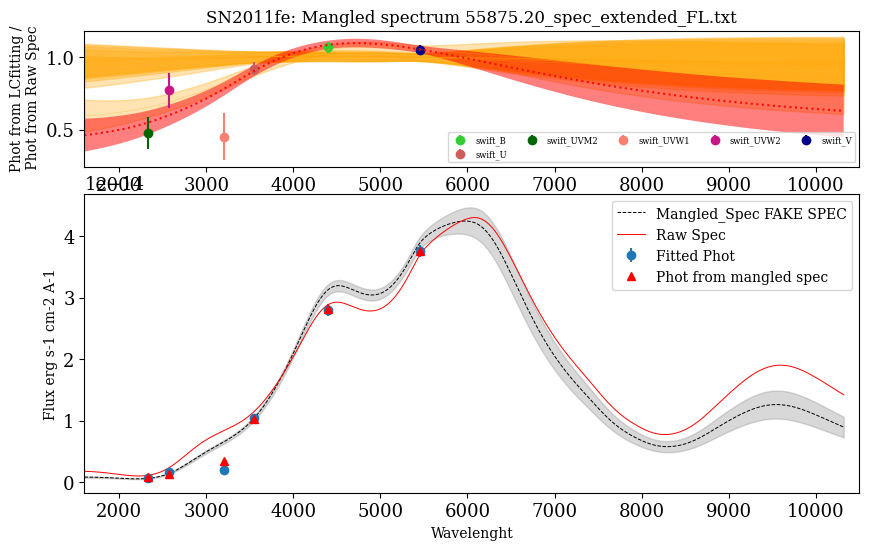 SN2011fe: Mangled spectrum 55875.20_spec_extended_FL.txt
Phot from LCfitting /
Phot from Raw Spec
1.0
0.5
swift_B
swift_UVM2
swift_UVW1
swift_UVW2
swift_V
swift_U
2000 3000 4000 5000 6000 7000 8000 9000 10000
1e−14
Flux erg s-1 cm-2 A-1
4
3
2
1
0
Mangled_Spec FAKE SPEC
Raw Spec
Fitted Phot
Phot from mangled spec
2000 3000 4000 5000 6000 7000 8000 9000 10000
Wavelenght